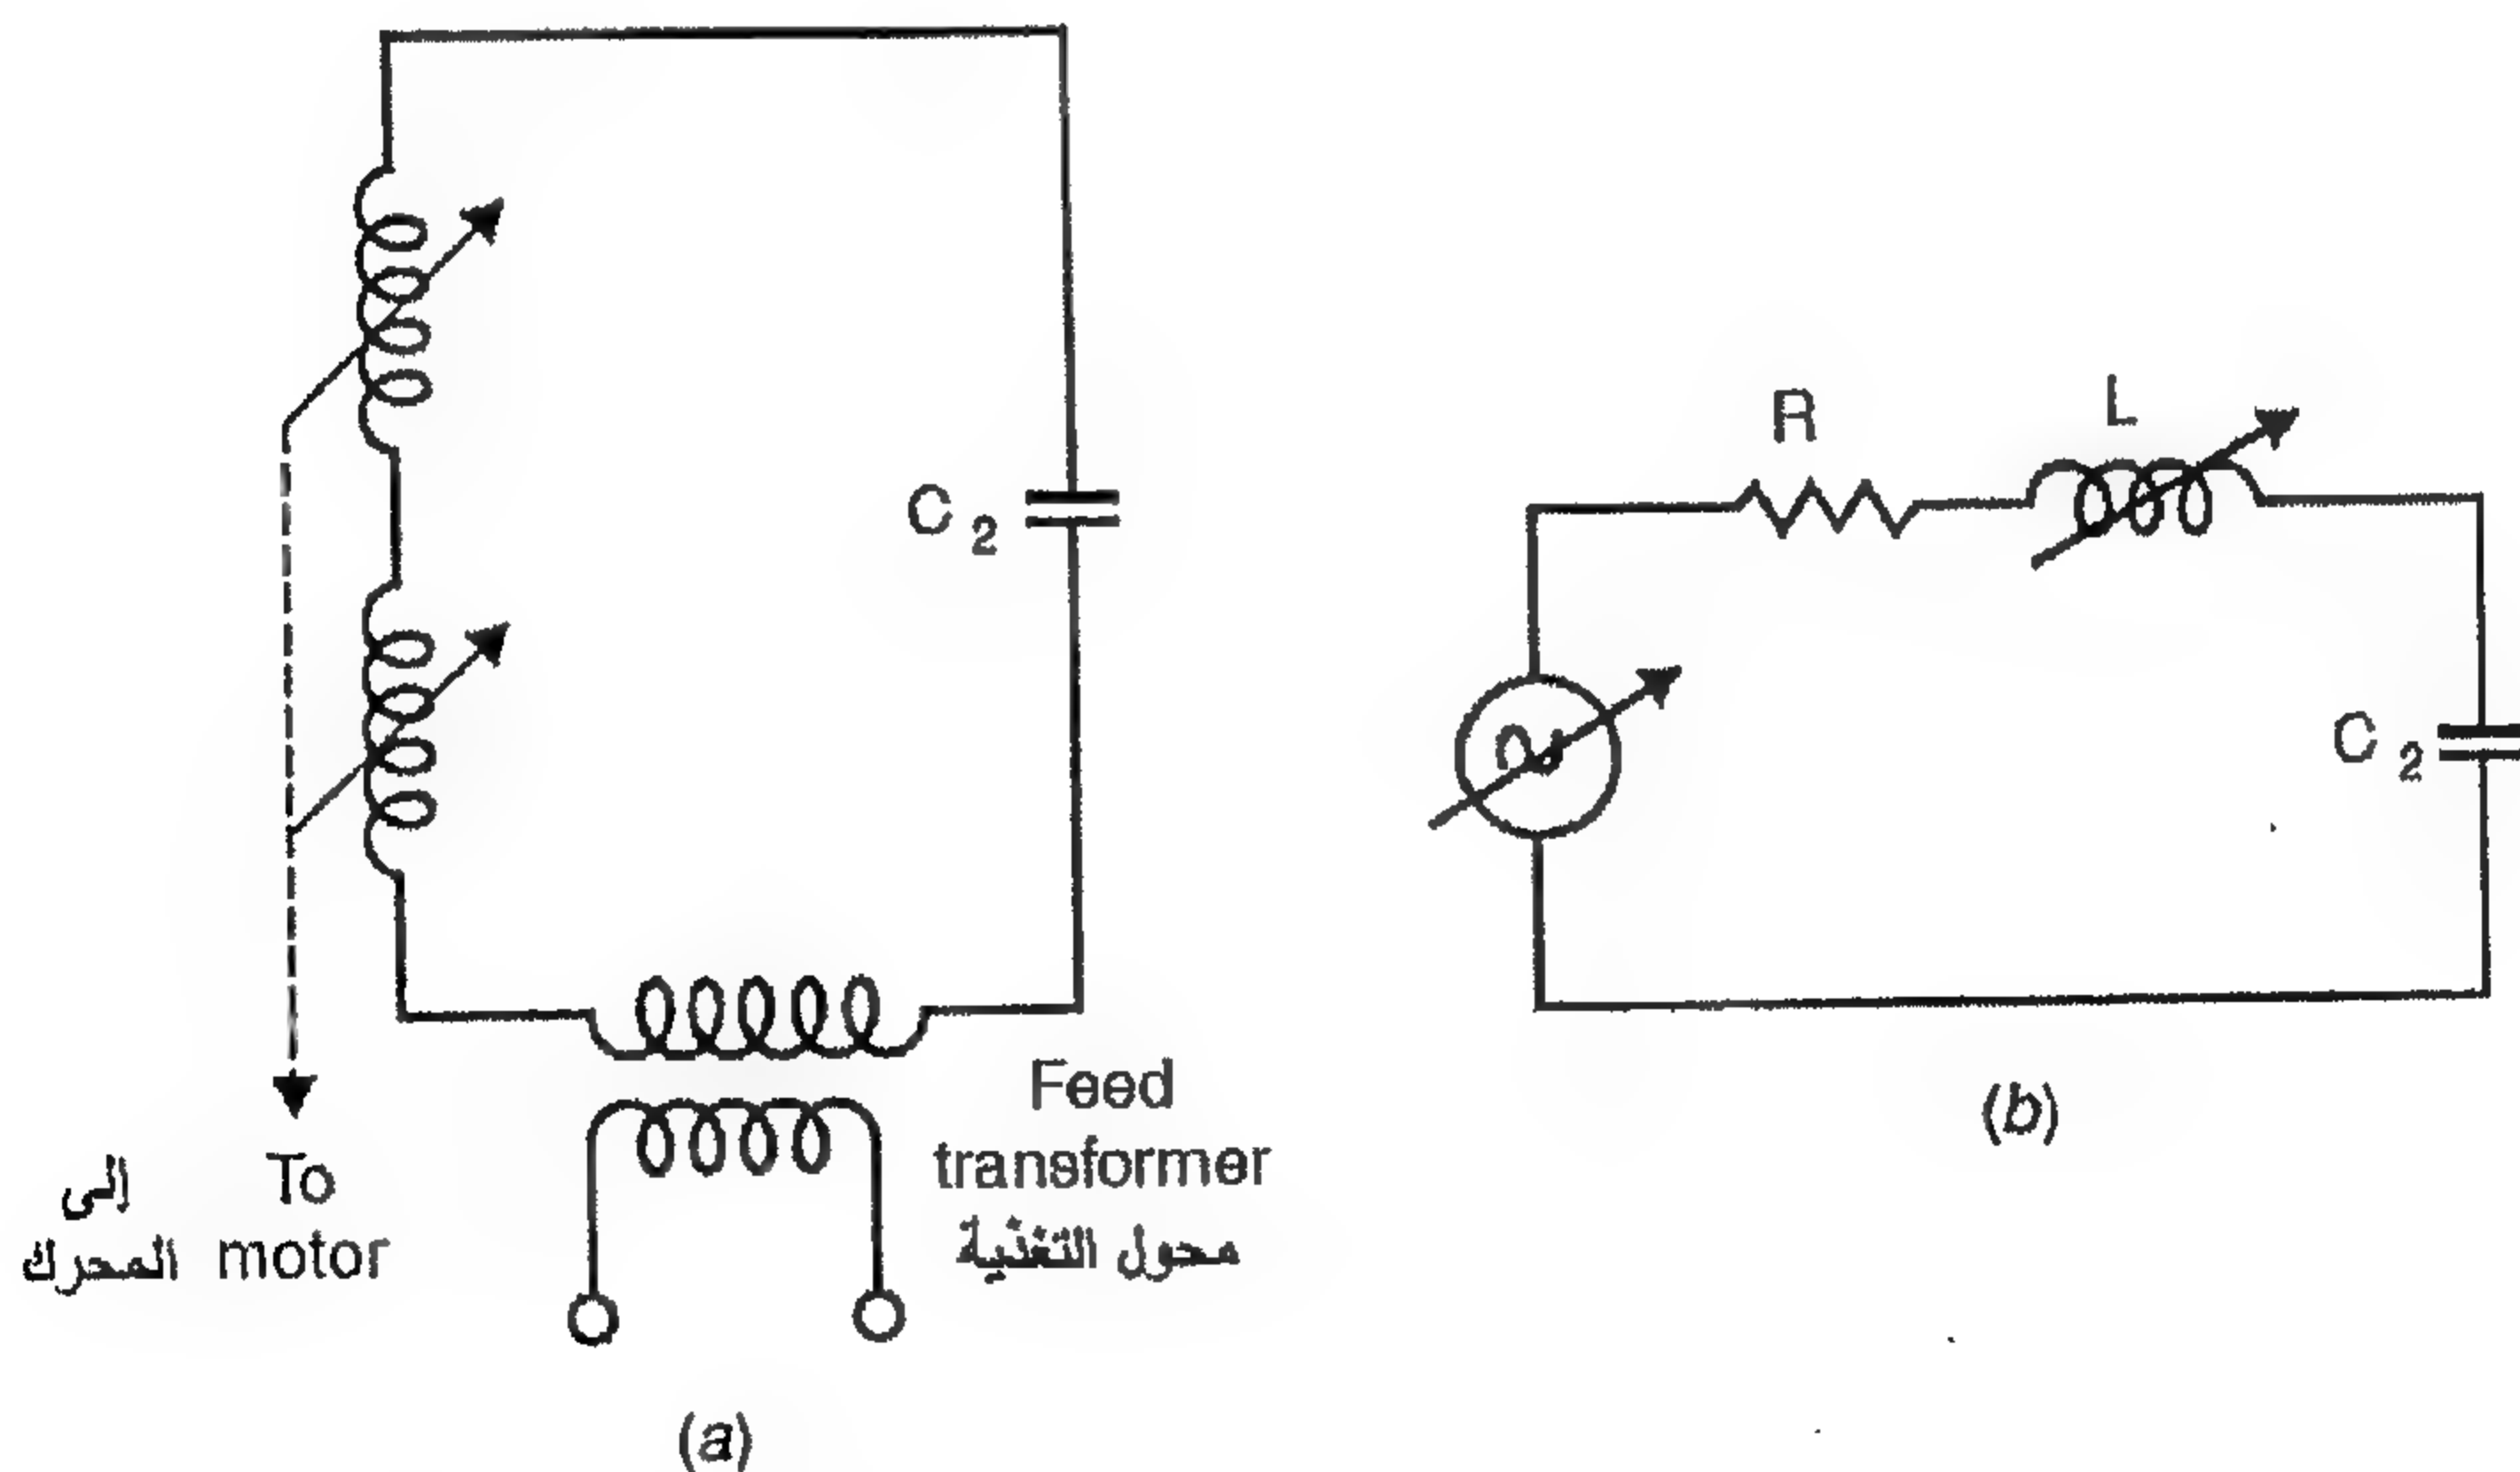 R
L
C 2
C 2
Feed
transformer
محول التغذية
إلى To
المحرك motor
(a)
(b)